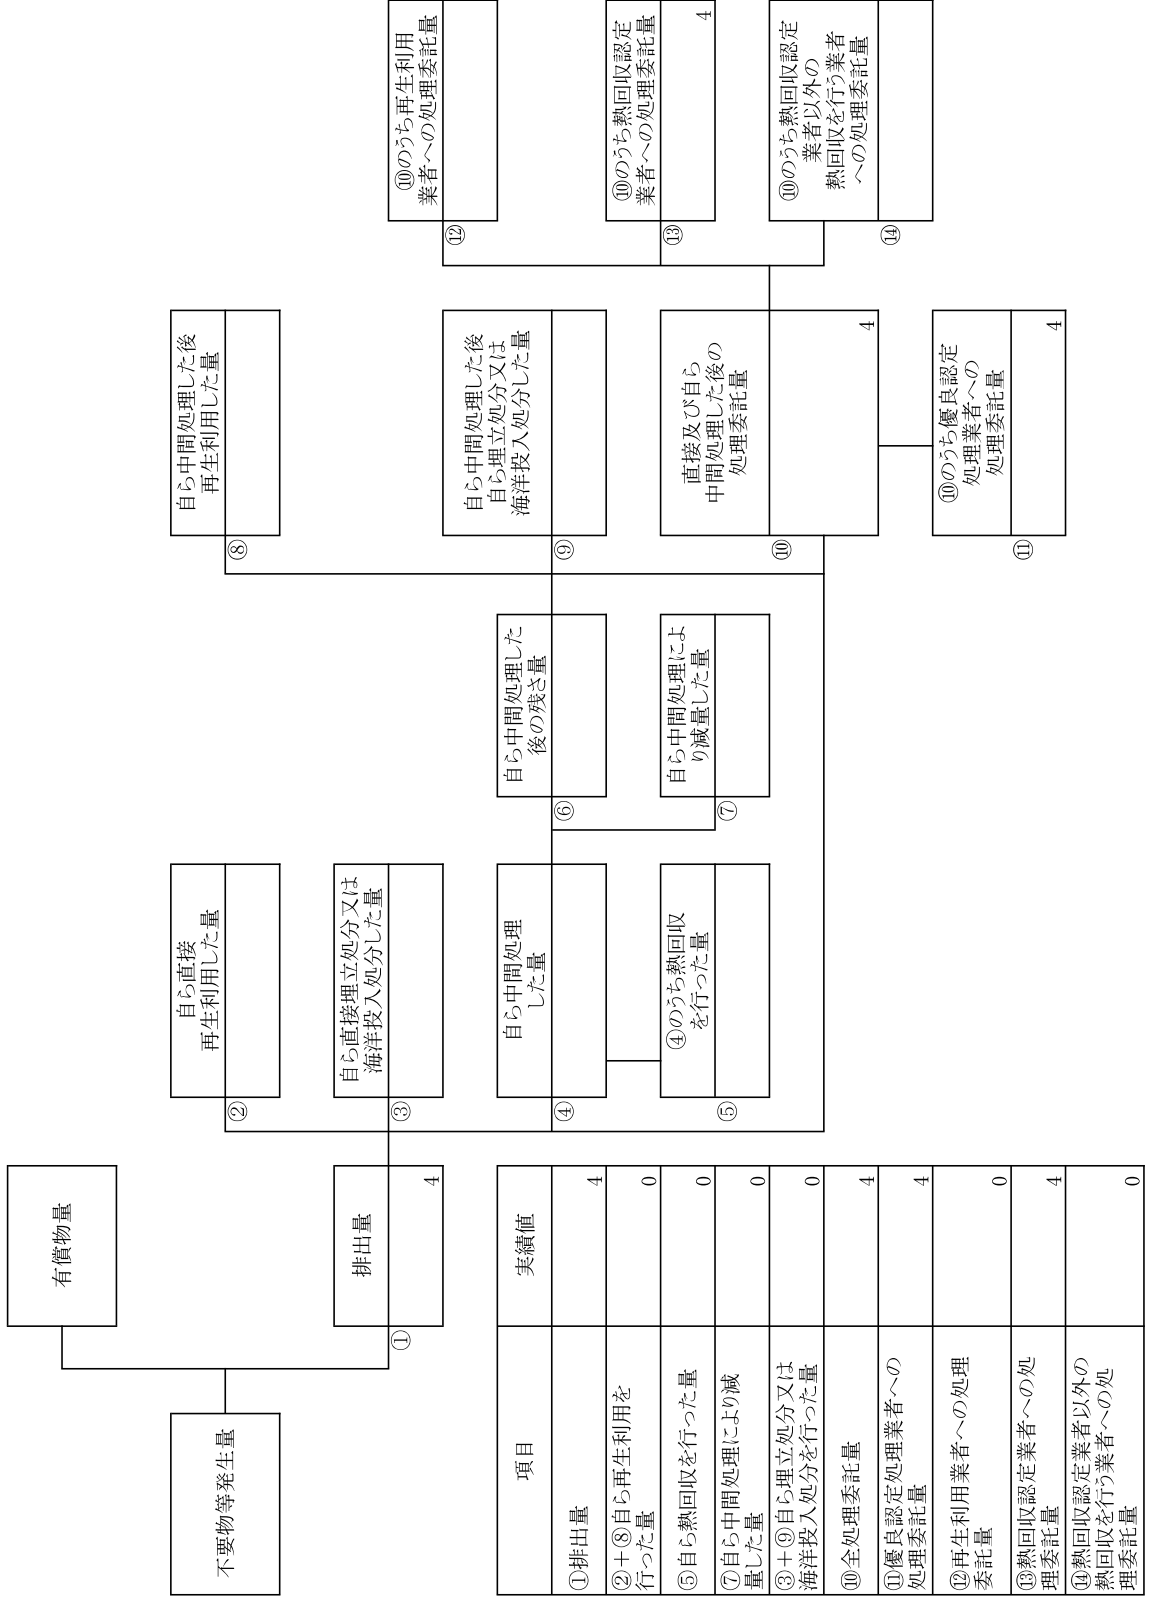 有償物量
不要物等発生量
①
排出量
4
②
自ら直接
再生利用した量
③
自ら直接埋立処分又は
海洋投入処分した量
④
自ら中間処理
した量
⑤
④のうち熱回収
を行った量
⑥
自ら中間処理した
後の残さ量
⑦
自ら中間処理によ
り減量した量
⑧
自ら中間処理した後
再生利用した量
⑨
自ら中間処理した後
自ら埋立処分又は
海洋投入処分した量
⑩
直接及び自ら
中間処理した後の
処理委託量
4
⑪
⑩のうち優良認定
処理業者への
処理委託量
4
⑫
⑩のうち再生利用
業者への処理委託量
⑬
⑩のうち熱回収認定
業者への処理委託量
4
⑭
⑩のうち熱回収認定
業者以外の
熱回収を行う業者
への処理委託量
項目 実績値
①排出量 4
②+⑧自ら再生利用を
行った量 0
⑤自ら熱回収を行った量 0
⑦自ら中間処理により減
量した量 0
③+⑨自ら埋立処分又は
海洋投入処分を行った量 0
⑩全処理委託量 4
⑪優良認定処理業者への
処理委託量 4
⑫再生利用業者への処理
委託量 0
⑬熱回収認定業者への処
理委託量 4
⑭熱回収認定業者以外の
熱回収を行う業者への処
理委託量 0